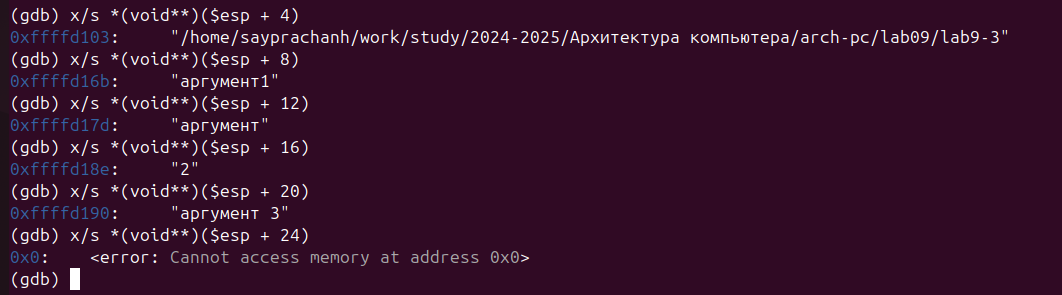 (gdb) x/s *(void**)($esp + 4)
0xffffd103:     "/home/sayprachanh/work/study/2024-2025/Архитектура компьютера/arch-pc/lab09/lab9-3"
(gdb) x/s *(void**)($esp + 8)
0xffffd16b:     "аргумент1"
(gdb) x/s *(void**)($esp + 12)
0xffffd17d:     "аргумент"
(gdb) x/s *(void**)($esp + 16)
0xffffd18e:     "2"
(gdb) x/s *(void**)($esp + 20)
0xffffd190:     "аргумент 3"
(gdb) x/s *(void**)($esp + 24)
0x0:    <error: Cannot access memory at address 0x0>
(gdb)